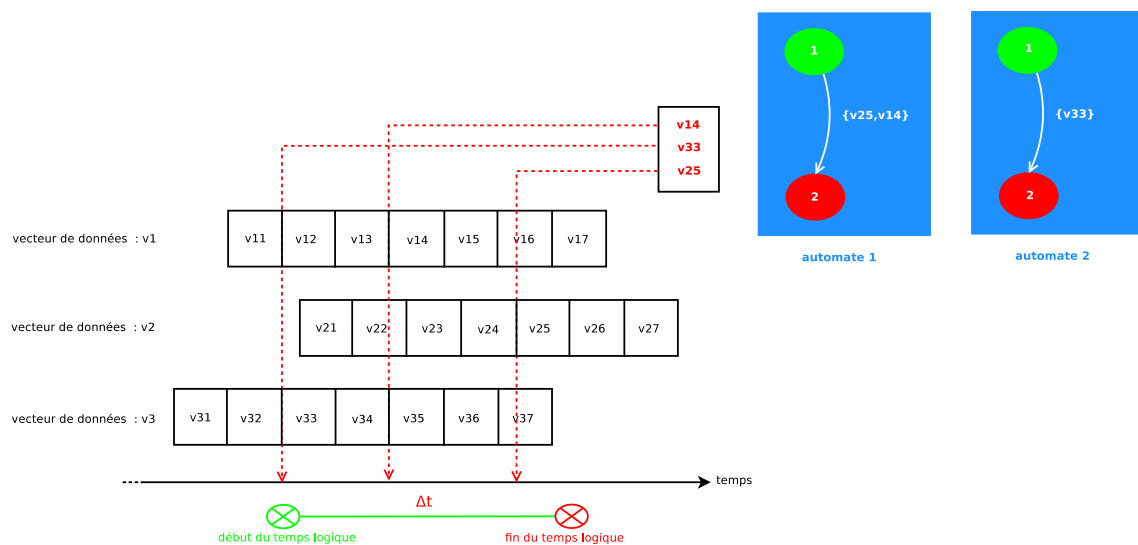 v14
v33
v25
1
{v25,v14}
2
automate 1
1
{v33}
2
automate 2
vecteur de données : v1
v11 v12 v13 v14 v15 v16 v17
vecteur de données : v2
v21 v22 v23 v24 v25 v26 v27
vecteur de données : v3
v31 v32 v33 v34 v35 v36 v37
temps
Δt
début du temps logique
fin du temps logique